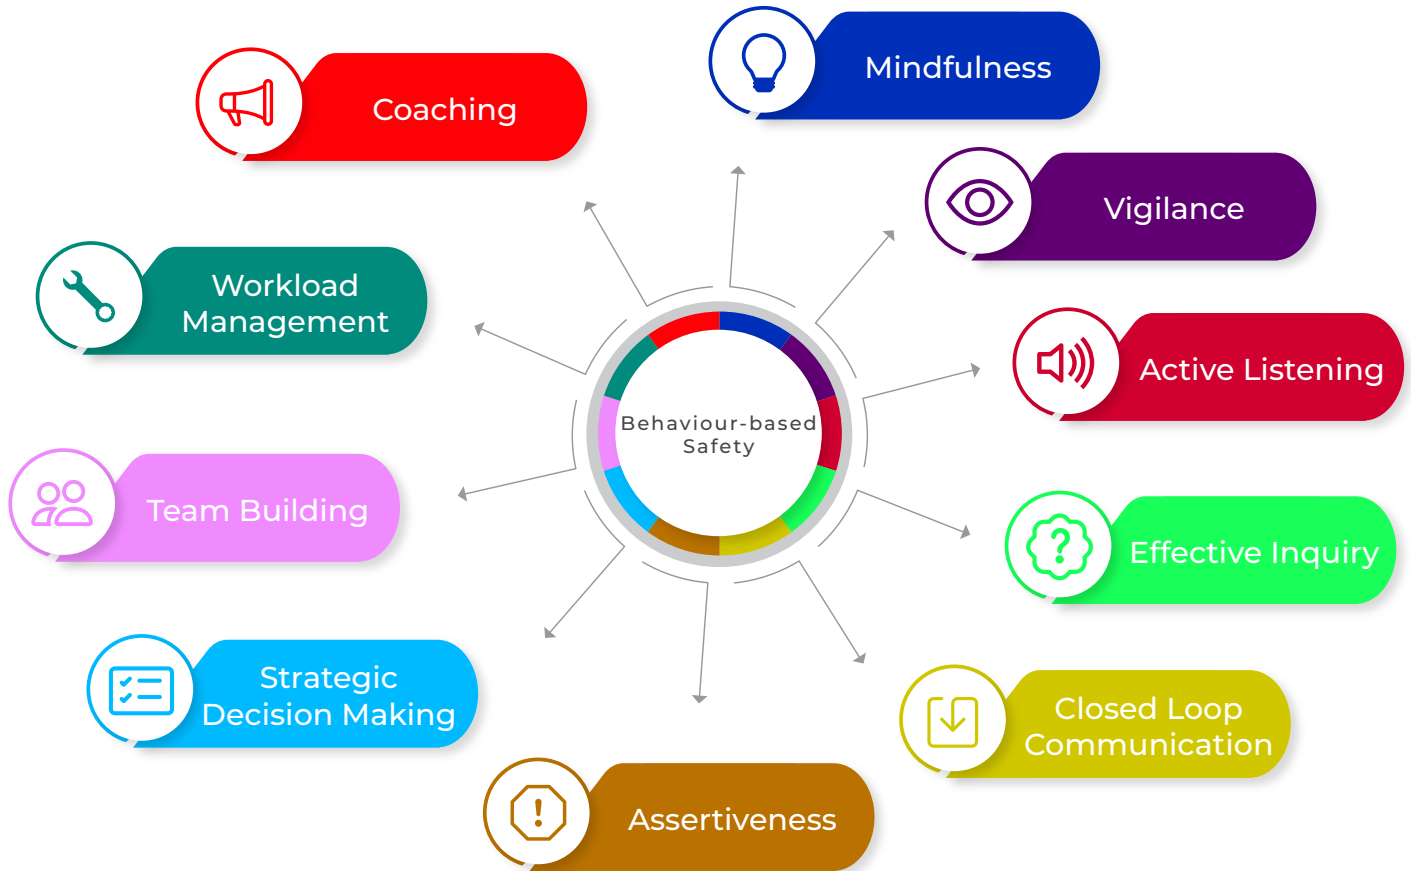 Mindfulness
Coaching
Vigilance
Workload
Management
Active Listening
Behaviour-based
Safety
Team Building
Effective Inquiry
Strategic
Decision Making
Closed Loop
Communication
Assertiveness